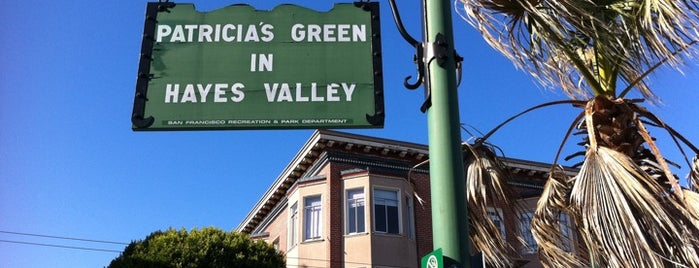 PATRICIA'S GREEN
IN
HAYES VALLEY
SAN FRANCISCO RECREATION & PARK DEPARTMENT